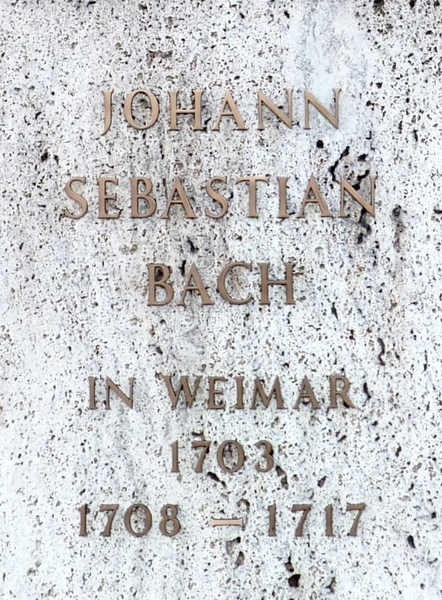 JOHANN
SEBASTIAN
BACH
IN WEIMAR
1703
1708 – 1717